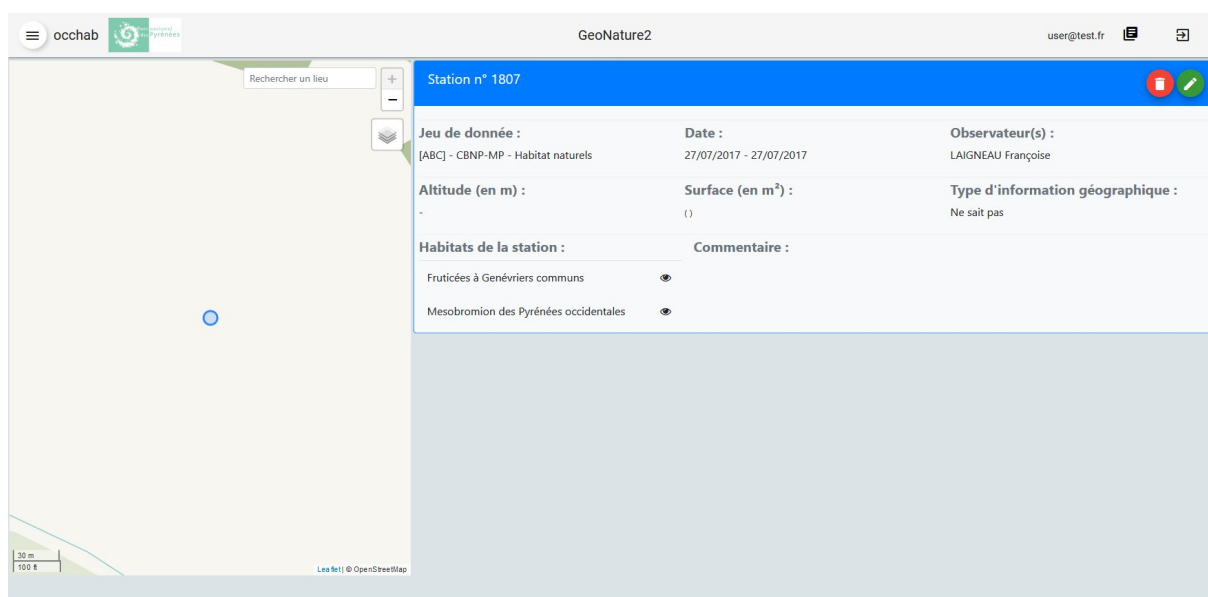 occhab
national
Pyrénées
GeoNature2
user@test.fr
Rechercher un lieu
+
−
Station n° 1807
Jeu de donnée :
Date :
Observateur(s) :
[ABC] - CBNP-MP - Habitat naturels
27/07/2017 - 27/07/2017
LAIGNEAU Françoise
Altitude (en m) :
Surface (en m²) :
Type d'information géographique :
-
( )
Ne sait pas
Habitats de la station :
Commentaire :
Fruticées à Genévriers communs
Mesobromion des Pyrénées occidentales
30 m
100 ft
Leaflet | © OpenStreetMap